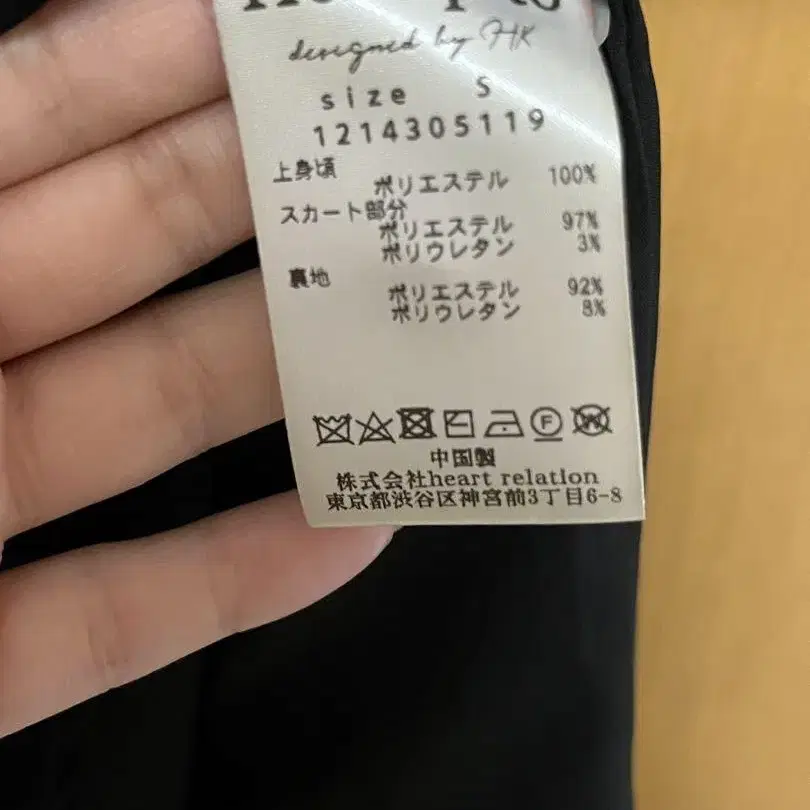 designed by HK
size S
1214305119
上身頃
ポリエステル 100%
スカート部分
ポリエステル 97%
ポリウレタン 3%
裏地
ポリエステル 92%
ポリウレタン 8%
F W
中国製
株式会社heart relation
東京都渋谷区神宮前3丁目6-8